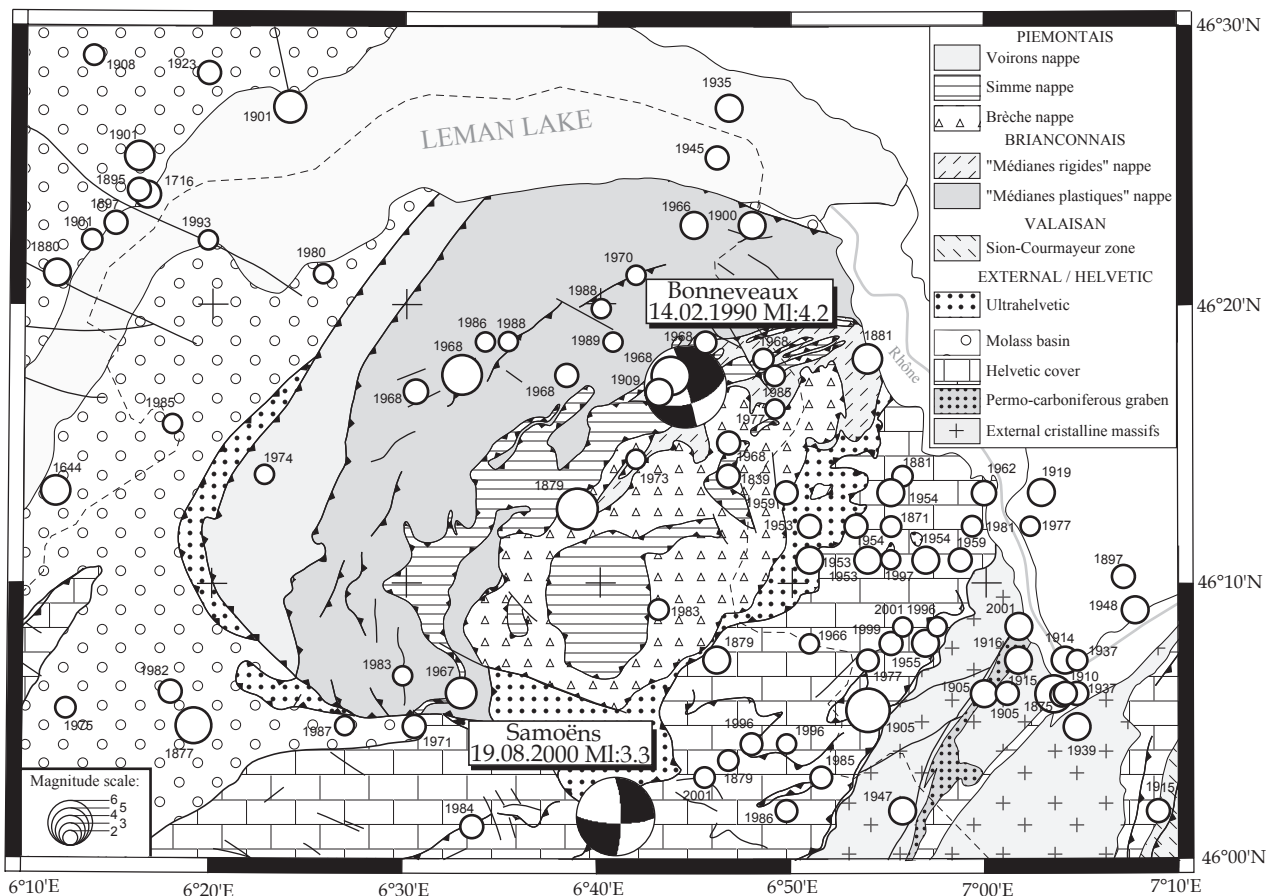 46°30'N
PIEMONTAIS
Voirons nappe
Simme nappe
Brèche nappe
BRIANCONNAIS
"Médianes rigides" nappe
"Médianes plastiques" nappe
VALAISAN
Sion-Courmayeur zone
EXTERNAL / HELVETIC
Ultrahelvetic
Molass basin
Helvetic cover
Permo-carboniferous graben
External cristalline massifs
1908
1923
1901
1935
LEMAN LAKE
1901
1945
1895
1716
1897
1901
1993
1966
1900
1880
1980
1970
1988
Bonneveaux
14.02.1990 Ml:4.2
46°20'N
1986
1988
1989
1968
1881
1968
1968
1968
Rhône
1968
1968
1909
1985
1985
1977
1644
1974
1973
1968
1839
1881
1962
1919
1879
1959
1954
1953
1871
1981
1977
1954
1954
1959
1953
1953
1997
1897
46°10'N
1983
1948
2001
1996
2001
1966
1999
1879
1955
1916
1914
1937
1983
1967
1977
1982
1905
1915
1910
1937
1975
1905
1875
1877
1987
1971
1905
1939
Samoëns
19.08.2000 Ml:3.3
1996
1996
1879
1985
2001
1986
1947
1915
1984
Magnitude scale:
6
5
4
3
2
46°00'N
6°10'E
6°20'E
6°30'E
6°40'E
6°50'E
7°00'E
7°10'E